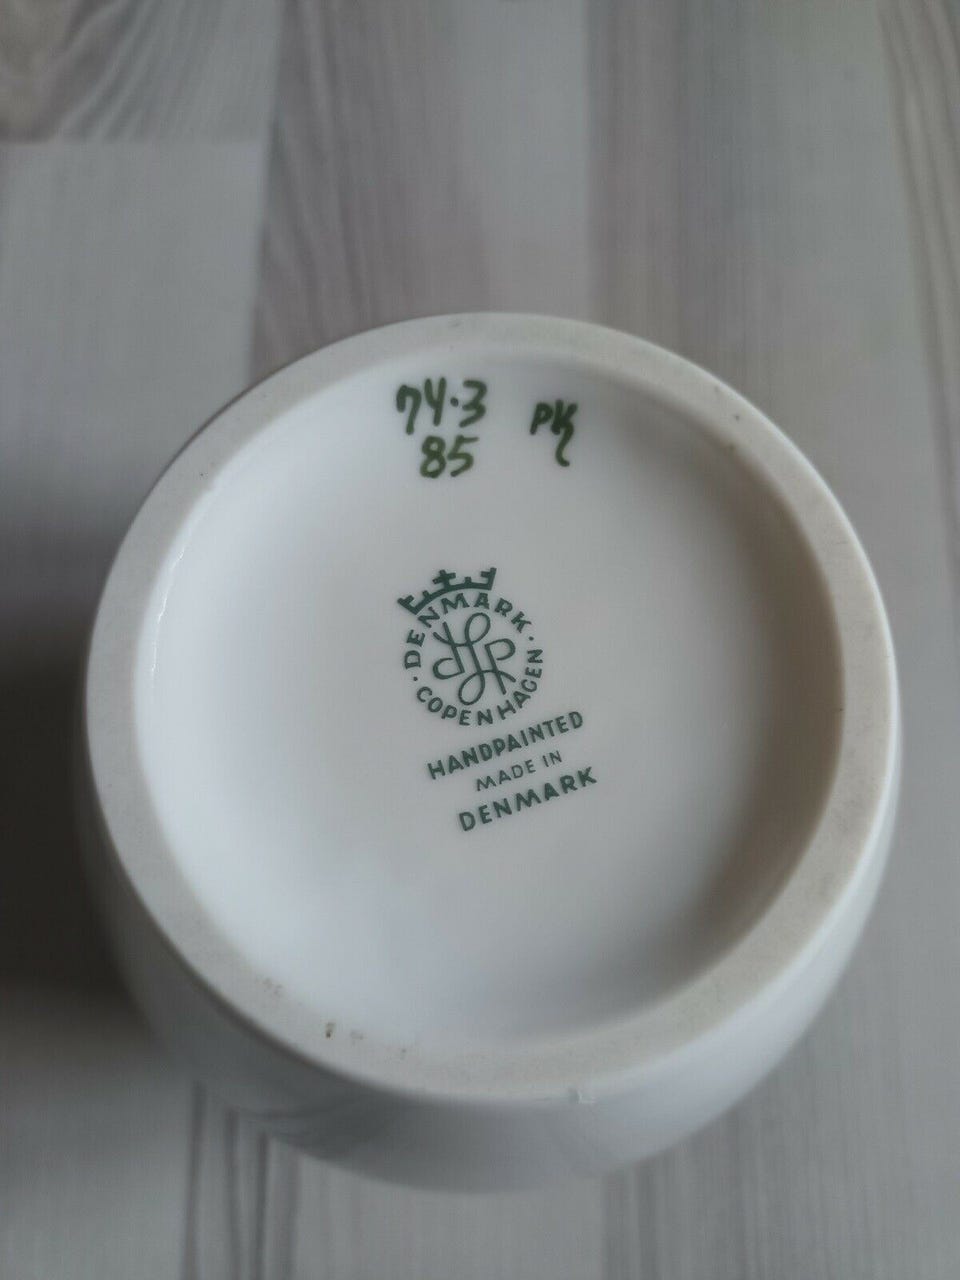 74.3 PK
85
DENMARK
COPENHAGEN
HANDPAINTED
MADE IN
DENMARK